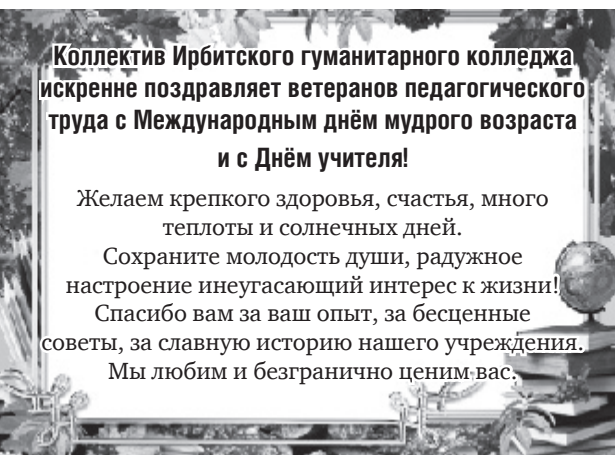 Коллектив Ирбитского гуманитарного колледжа
искренне поздравляет ветеранов педагогического
труда с Международным днём мудрого возраста
и с Днём учителя!
Желаем крепкого здоровья, счастья, много
теплоты и солнечных дней.
Сохраните молодость души, радужное
настроение инеугасающий интерес к жизни!
Спасибо вам за ваш опыт, за бесценные
советы, за славную историю нашего учреждения.
Мы любим и безгранично ценим вас.